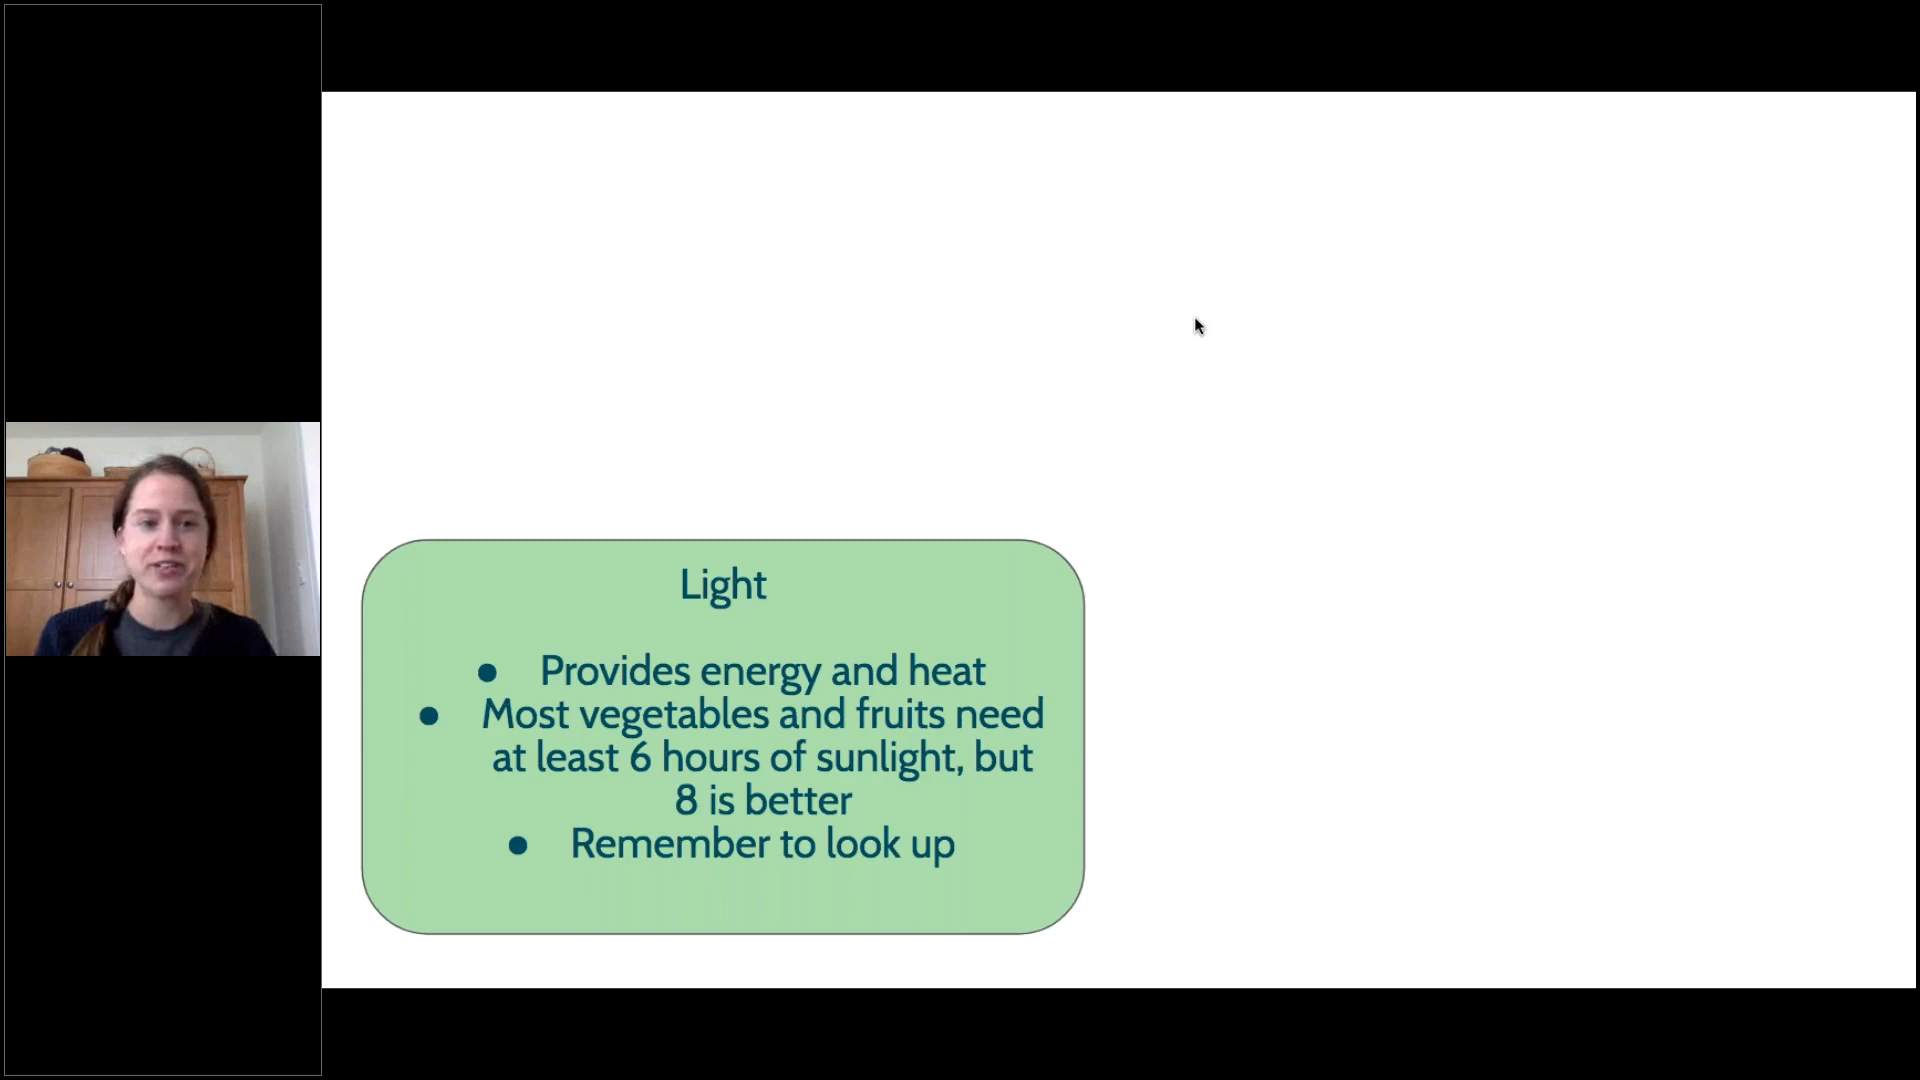 Light
● Provides energy and heat
● Most vegetables and fruits need
at least 6 hours of sunlight, but
8 is better
● Remember to look up